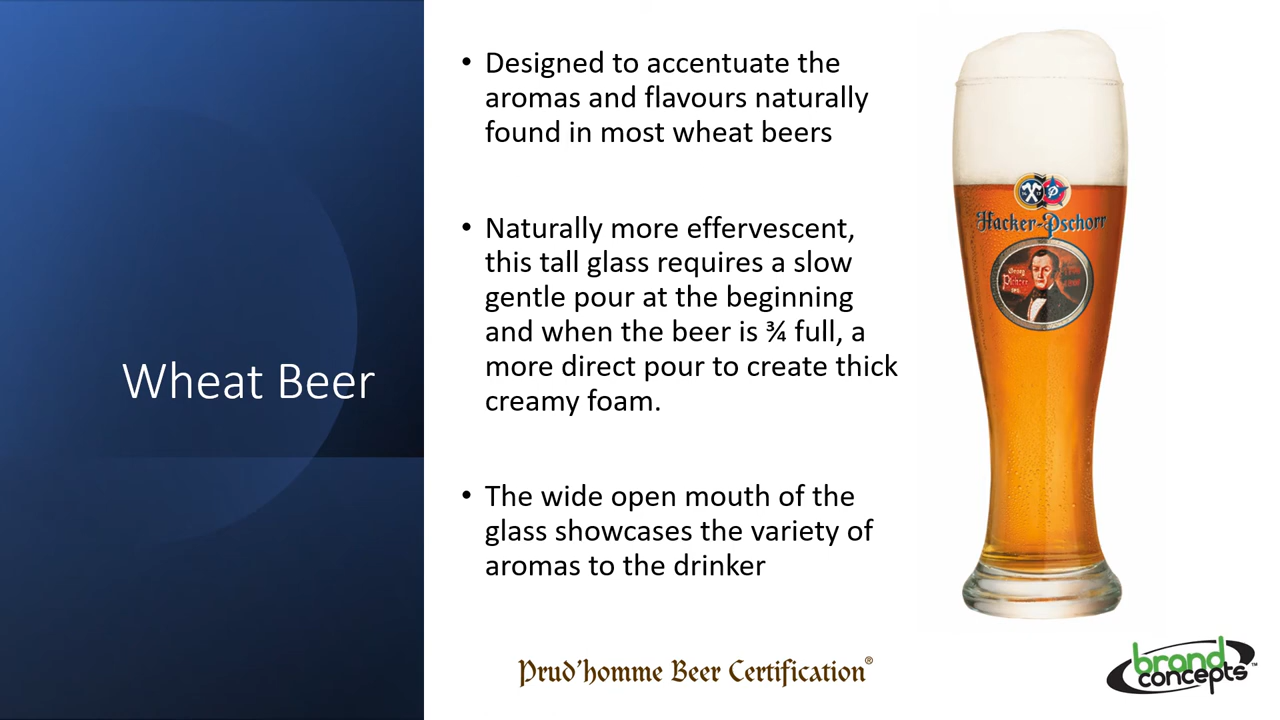 Wheat Beer
• Designed to accentuate the
aromas and flavours naturally
found in most wheat beers
• Naturally more effervescent,
this tall glass requires a slow
gentle pour at the beginning
and when the beer is ¾ full, a
more direct pour to create thick
creamy foam.
• The wide open mouth of the
glass showcases the variety of
aromas to the drinker
Hacker-Pschorr
Georg
Pschorr
Prud'homme Beer Certification®
brand
concepts™